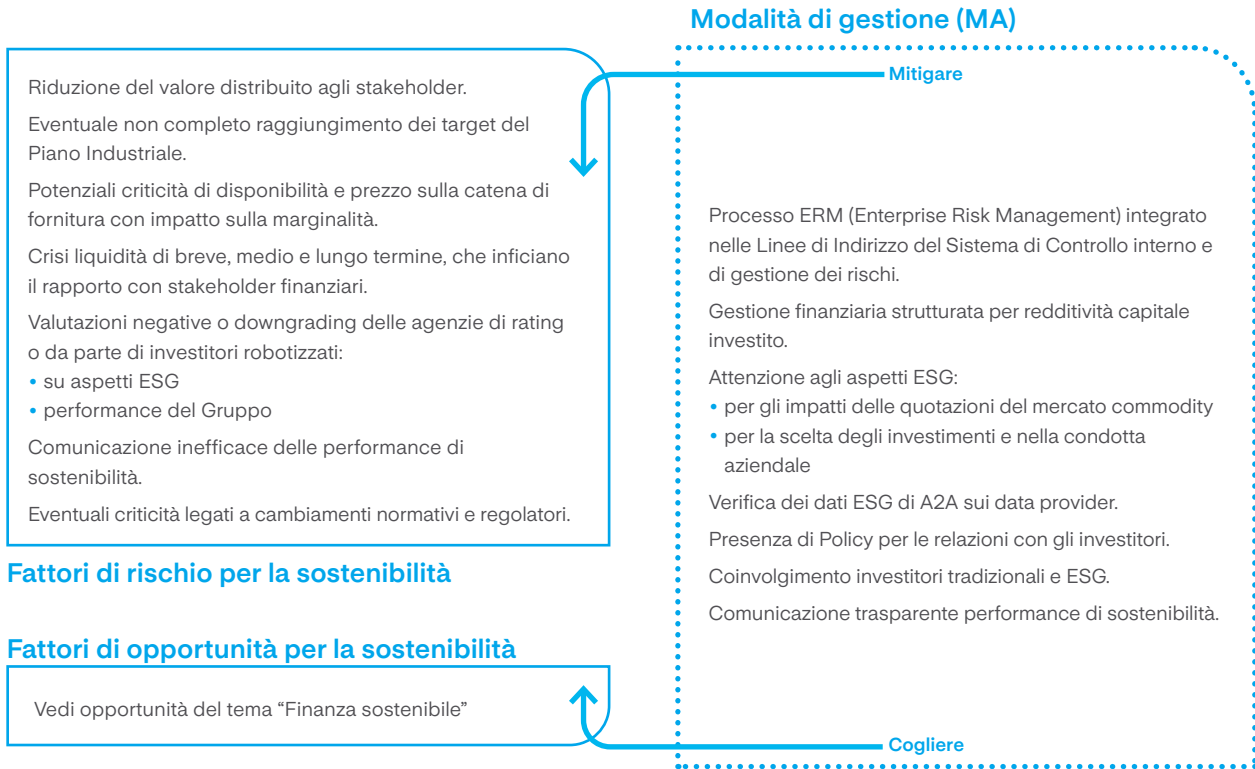 Riduzione del valore distribuito agli stakeholder.
Eventuale non completo raggiungimento dei target del
Piano Industriale.
Potenziali criticità di disponibilità e prezzo sulla catena di
fornitura con impatto sulla marginalità.
Crisi liquidità di breve, medio e lungo termine, che inficiano
il rapporto con stakeholder finanziari.
Valutazioni negative o downgrading delle agenzie di rating
o da parte di investitori robotizzati:
• su aspetti ESG
• performance del Gruppo
Comunicazione inefficace delle performance di
sostenibilità.
Eventuali criticità legati a cambiamenti normativi e regolatori.
Fattori di rischio per la sostenibilità
Fattori di opportunità per la sostenibilità
Vedi opportunità del tema “Finanza sostenibile”
Modalità di gestione (MA)
Mitigare
Processo ERM (Enterprise Risk Management) integrato
nelle Linee di Indirizzo del Sistema di Controllo interno e
di gestione dei rischi.
Gestione finanziaria strutturata per redditività capitale
investito.
Attenzione agli aspetti ESG:
• per gli impatti delle quotazioni del mercato commodity
• per la scelta degli investimenti e nella condotta
aziendale
Verifica dei dati ESG di A2A sui data provider.
Presenza di Policy per le relazioni con gli investitori.
Coinvolgimento investitori tradizionali e ESG.
Comunicazione trasparente performance di sostenibilità.
Cogliere